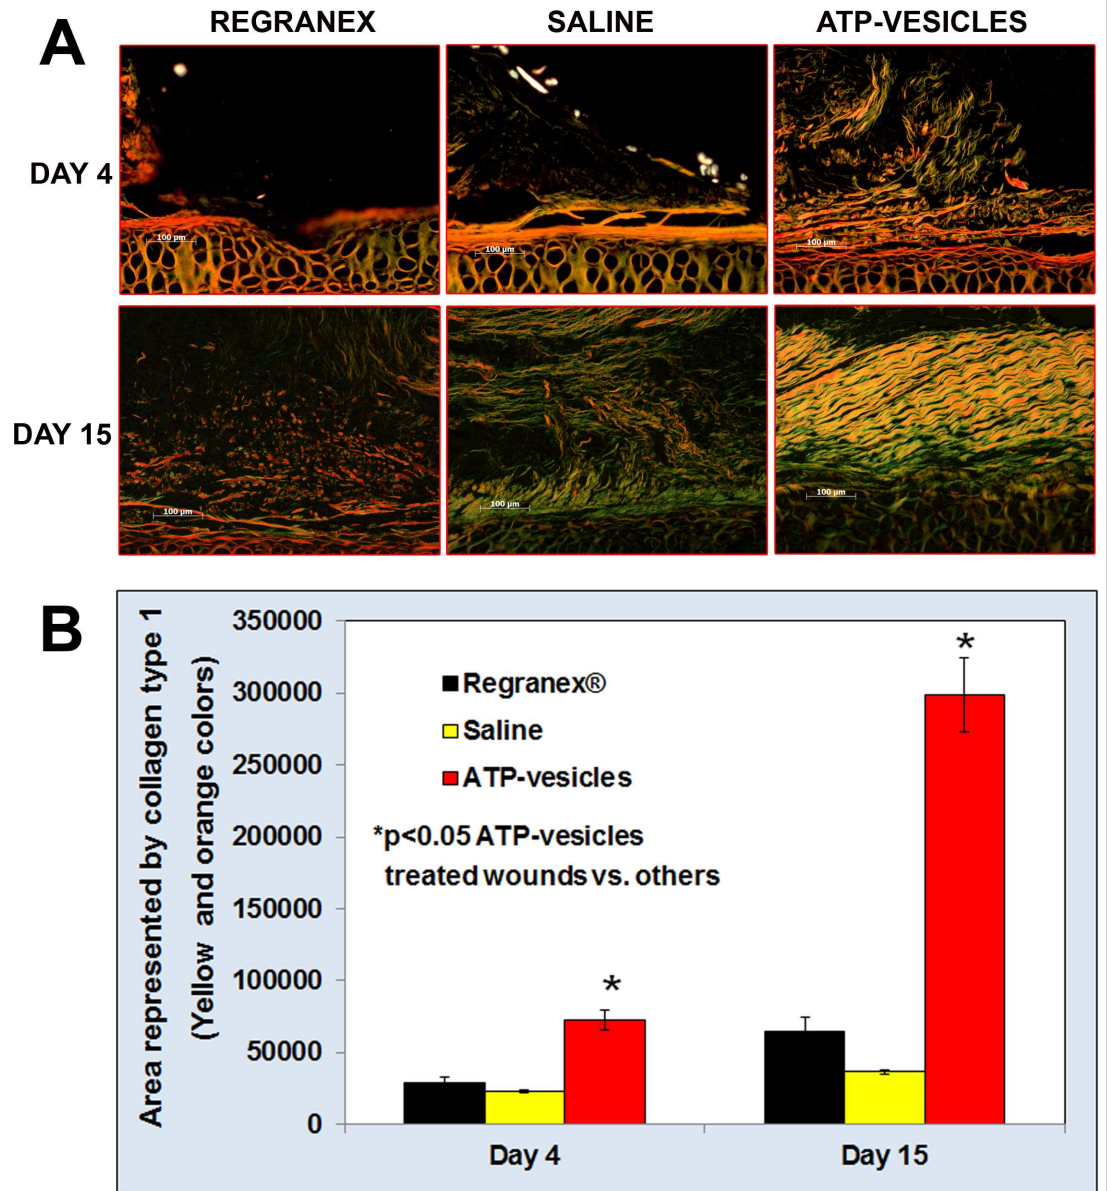 A
REGRANEX
SALINE
ATP-VESICLES
DAY 4
100 µm
100 µm
100 µm
DAY 15
100 µm
100 µm
100 µm
B
Area represented by collagen type 1
(Yellow and orange colors)
350000
300000
250000
200000
150000
100000
50000
0
Regranex®
Saline
ATP-vesicles
*p<0.05 ATP-vesicles
treated wounds vs. others
*
*
Day 4
Day 15